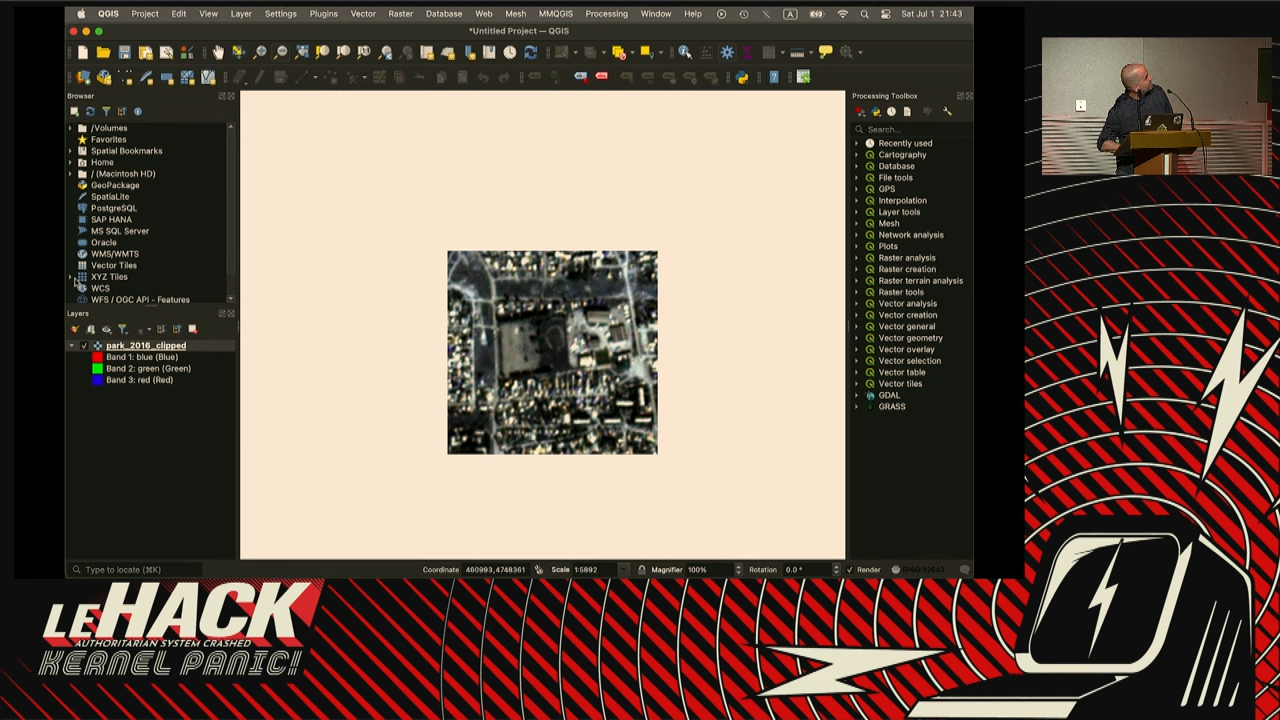 QGIS Project Edit View Layer Settings Plugins Vector Raster Database Web Mesh MMQGIS Processing Window Help A Sat Jul 1 21:43
*Untitled Project — QGIS
Browser
/Volumes
Favorites
Spatial Bookmarks
Home
/ (Macintosh HD)
GeoPackage
SpatiaLite
PostgreSQL
SAP HANA
MS SQL Server
Oracle
WMS/WMTS
Vector Tiles
XYZ Tiles
WCS
WFS / OGC API - Features
Layers
park_2016_clipped
Band 1: blue (Blue)
Band 2: green (Green)
Band 3: red (Red)
Processing Toolbox
Search...
Recently used
Cartography
Database
File tools
GPS
Interpolation
Layer tools
Mesh
Network analysis
Plots
Raster analysis
Raster creation
Raster terrain analysis
Raster tools
Vector analysis
Vector creation
Vector general
Vector geometry
Vector overlay
Vector selection
Vector table
Vector tiles
GDAL
GRASS
Type to locate (⌘K) Coordinate 460993,4748361 Scale 1:5892 Magnifier 100% Rotation 0.0 ° Render
LEHACK
AUTHORITARIAN SYSTEM CRASHED
KERNEL PANIC!